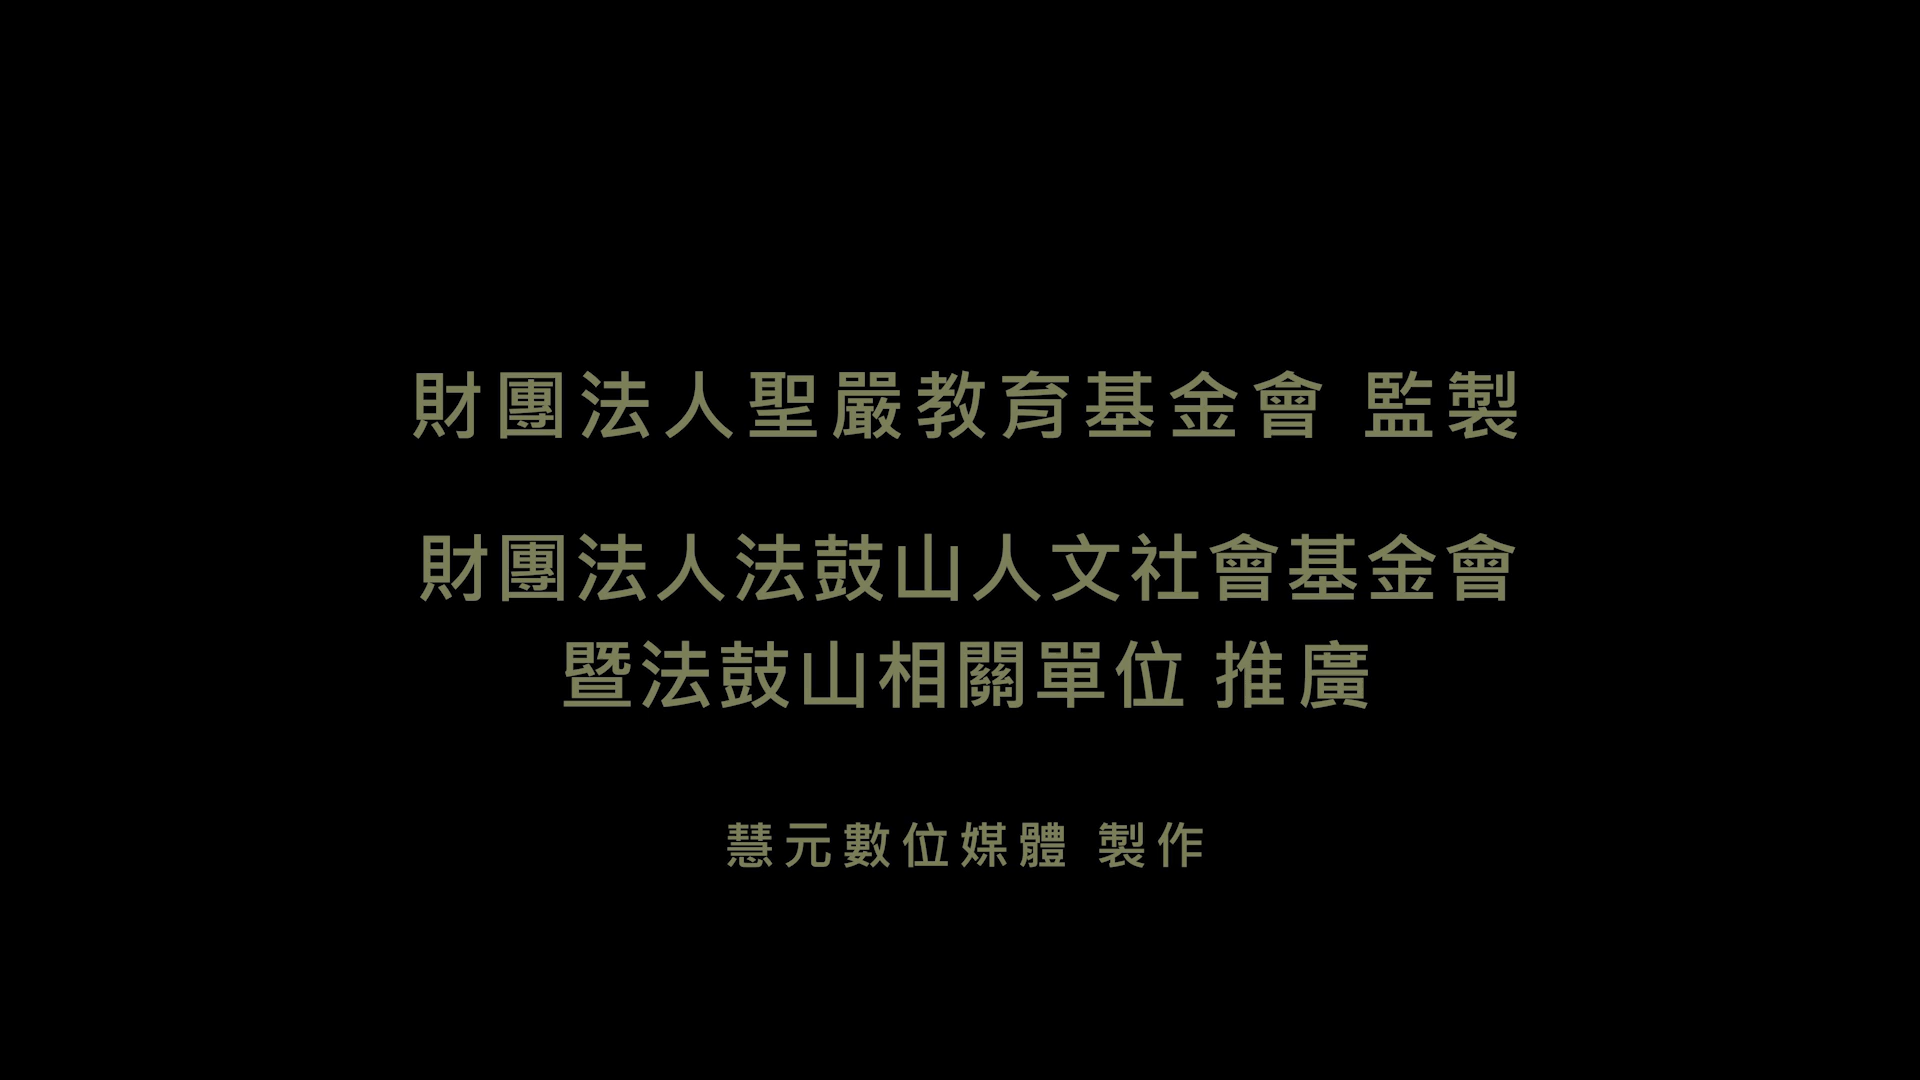 財團法人聖嚴教育基金會 監製
財團法人法鼓山人文社會基金會
暨法鼓山相關單位 推廣
慧元數位媒體 製作